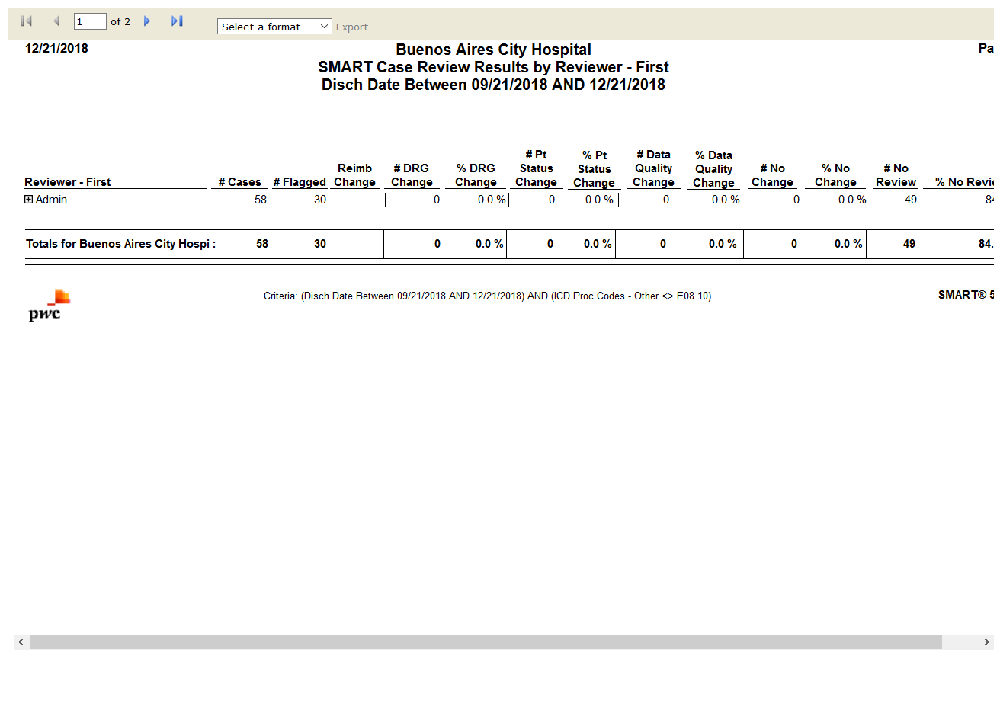 1 of 2 Select a format Export
12/21/2018 Buenos Aires City Hospital Pa
SMART Case Review Results by Reviewer - First
Disch Date Between 09/21/2018 AND 12/21/2018
# Pt % Pt # Data % Data
Reimb # DRG % DRG Status Status Quality Quality # No % No # No
Reviewer - First # Cases # Flagged Change Change Change Change Change Change Change Change Change Review % No Revie
Admin 58 30 0 0.0 % 0 0.0 % 0 0.0 % 0 0.0 % 49 84
Totals for Buenos Aires City Hospi : 58 30 0 0.0 % 0 0.0 % 0 0.0 % 0 0.0 % 49 84.
pwc Criteria: (Disch Date Between 09/21/2018 AND 12/21/2018) AND (ICD Proc Codes - Other <> E08.10) SMART® 5